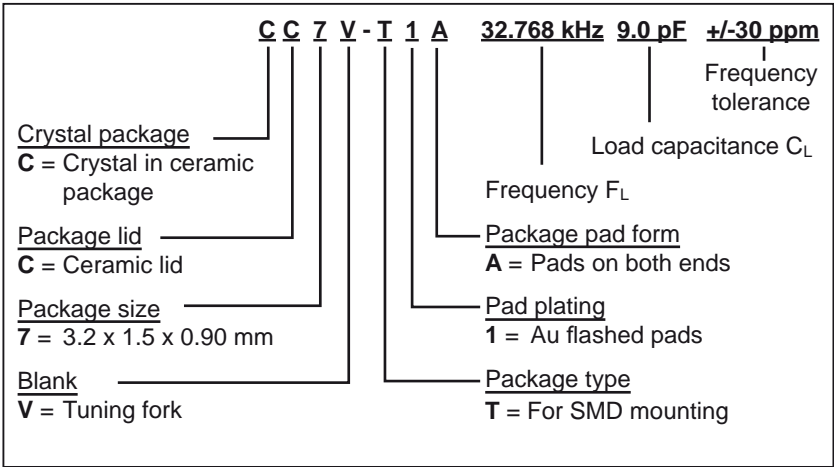 C C 7 V - T 1 A 32.768 kHz 9.0 pF +/-30 ppm
Frequency
tolerance
Load capacitance CL
Frequency FL
Crystal package
C = Crystal in ceramic
package
Package lid
C = Ceramic lid
Package size
7 = 3.2 x 1.5 x 0.90 mm
Blank
V = Tuning fork
Package pad form
A = Pads on both ends
Pad plating
1 = Au flashed pads
Package type
T = For SMD mounting